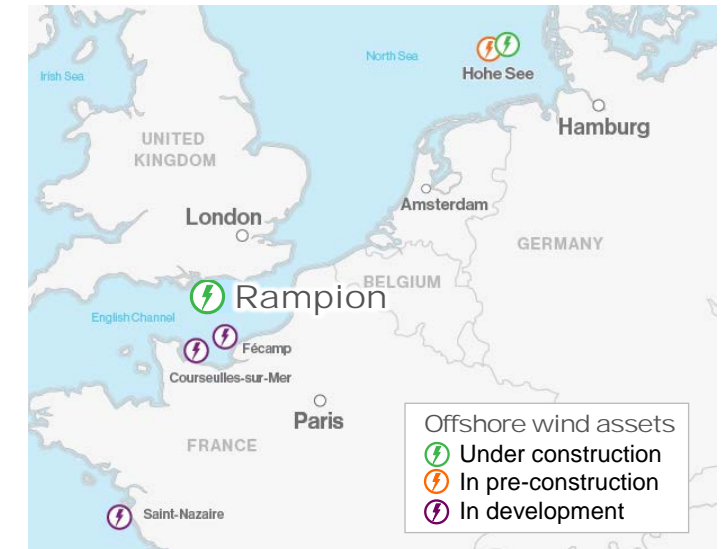 North Sea
Irish Sea
Hohe See
Hamburg
UNITED
KINGDOM
Amsterdam
London
GERMANY
BELGIUM
Rampion
English Channel
Fécamp
Courseulles-sur-Mer
Paris
FRANCE
Saint-Nazaire
Offshore wind assets
Under construction
In pre-construction
In development